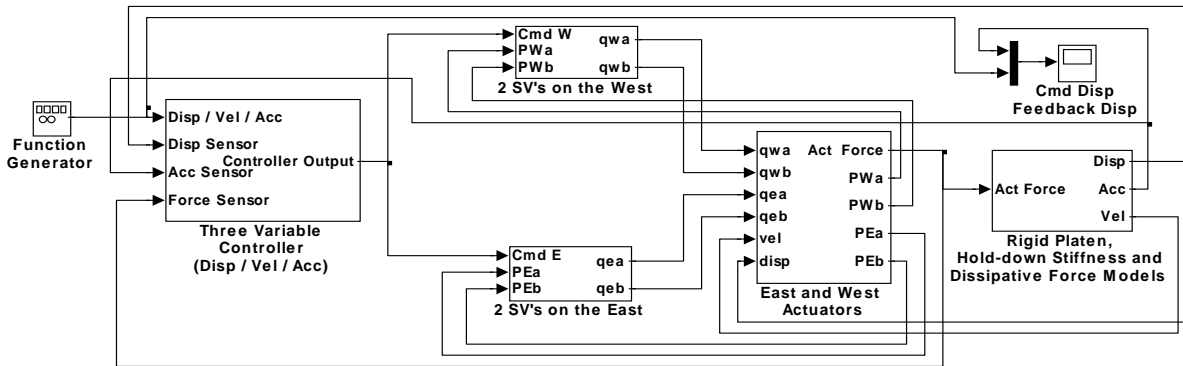 Function
Generator
Disp / Vel / Acc
Disp Sensor
Acc Sensor
Force Sensor
Controller Output
Three Variable
Controller
(Disp / Vel / Acc)
Cmd W
PWa
PWb
qwa
qwb
2 SV's on the West
Cmd E
PEa
PEb
qea
qeb
2 SV's on the East
qwa
qwb
qea
qeb
vel
disp
Act Force
PWa
PWb
PEa
PEb
East and West
Actuators
Cmd Disp
Feedback Disp
Act Force
Disp
Acc
Vel
Rigid Platen,
Hold-down Stiffness and
Dissipative Force Models